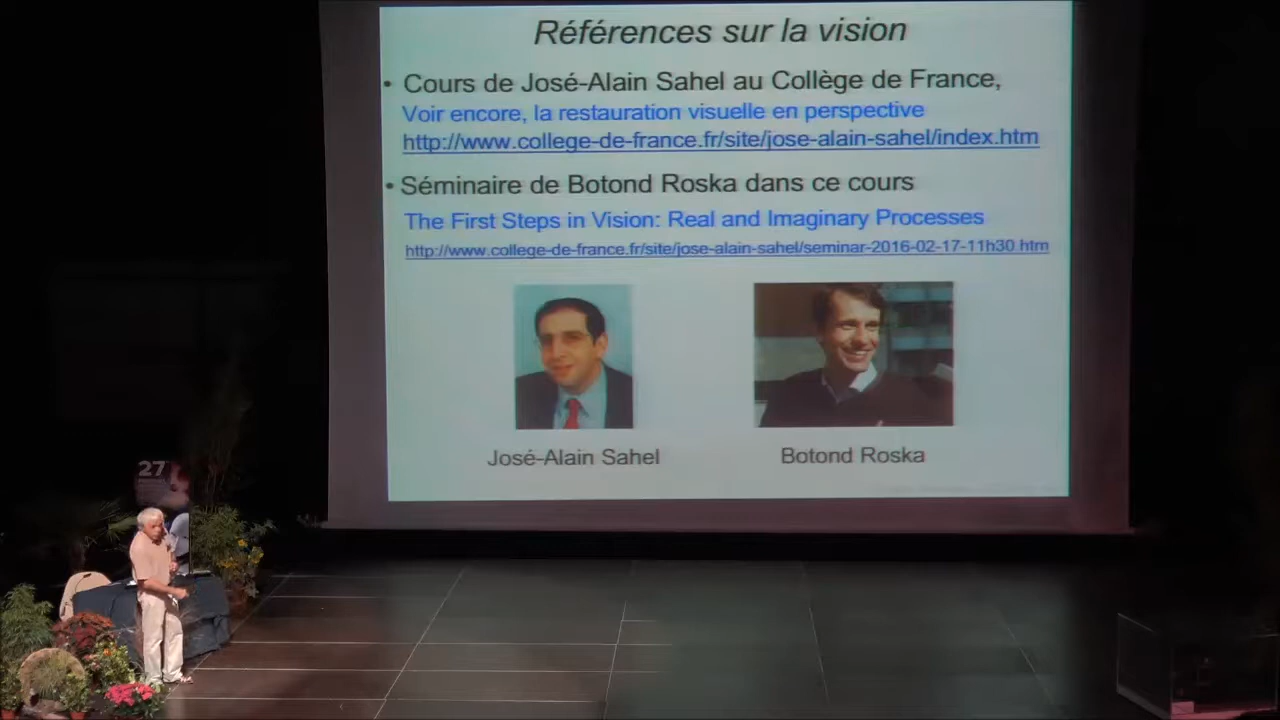 Références sur la vision
• Cours de José-Alain Sahel au Collège de France,
Voir encore, la restauration visuelle en perspective
http://www.college-de-france.fr/site/jose-alain-sahel/index.htm
• Séminaire de Botond Roska dans ce cours
The First Steps in Vision: Real and Imaginary Processes
http://www.college-de-france.fr/site/jose-alain-sahel/seminar-2016-02-17-11h30.htm
José-Alain Sahel
Botond Roska
27